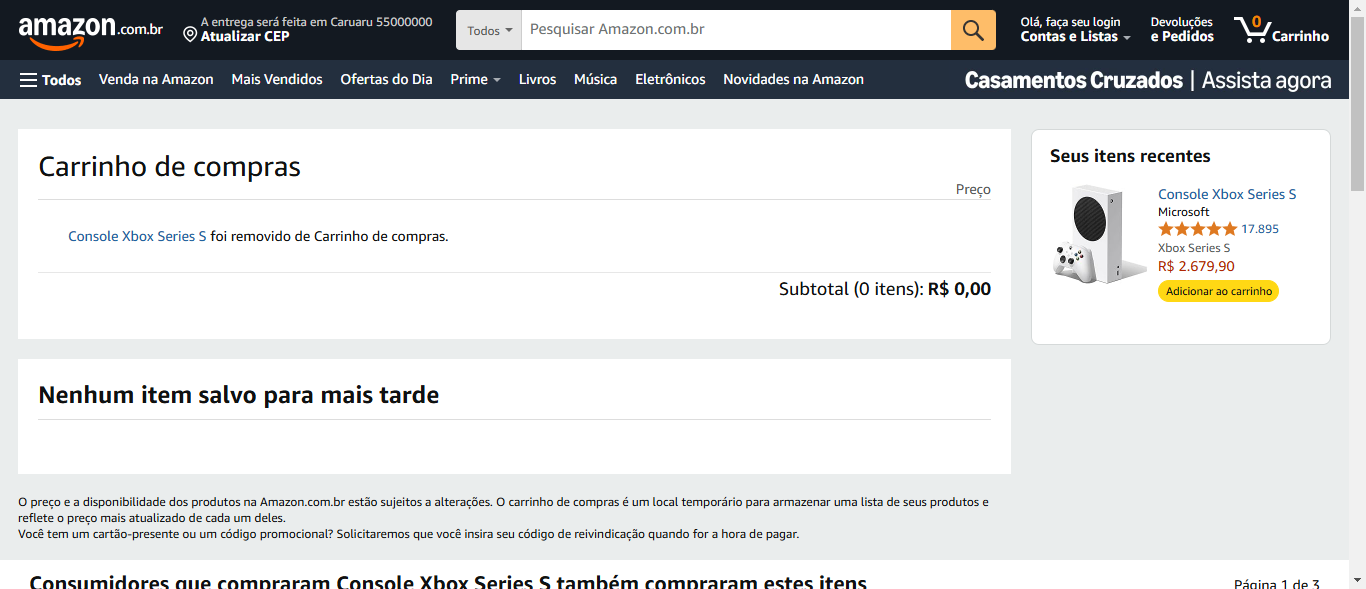 amazon.com.br
A entrega será feita em Caruaru 55000000
Atualizar CEP
Todos
Pesquisar Amazon.com.br
Olá, faça seu login
Contas e Listas
Devoluções
e Pedidos
0
Carrinho
Todos
Venda na Amazon
Mais Vendidos
Ofertas do Dia
Prime
Livros
Música
Eletrônicos
Novidades na Amazon
Casamentos Cruzados | Assista agora
Carrinho de compras
Preço
Console Xbox Series S foi removido de Carrinho de compras.
Subtotal (0 itens): R$ 0,00
Seus itens recentes
Console Xbox Series S
Microsoft
17.895
Xbox Series S
R$ 2.679,90
Adicionar ao carrinho
Nenhum item salvo para mais tarde
O preço e a disponibilidade dos produtos na Amazon.com.br estão sujeitos a alterações. O carrinho de compras é um local temporário para armazenar uma lista de seus produtos e
reflete o preço mais atualizado de cada um deles.
Você tem um cartão-presente ou um código promocional? Solicitaremos que você insira seu código de reivindicação quando for a hora de pagar.
Consumidores que compraram Console Xbox Series S também compraram estes itens
Página 1 de 3